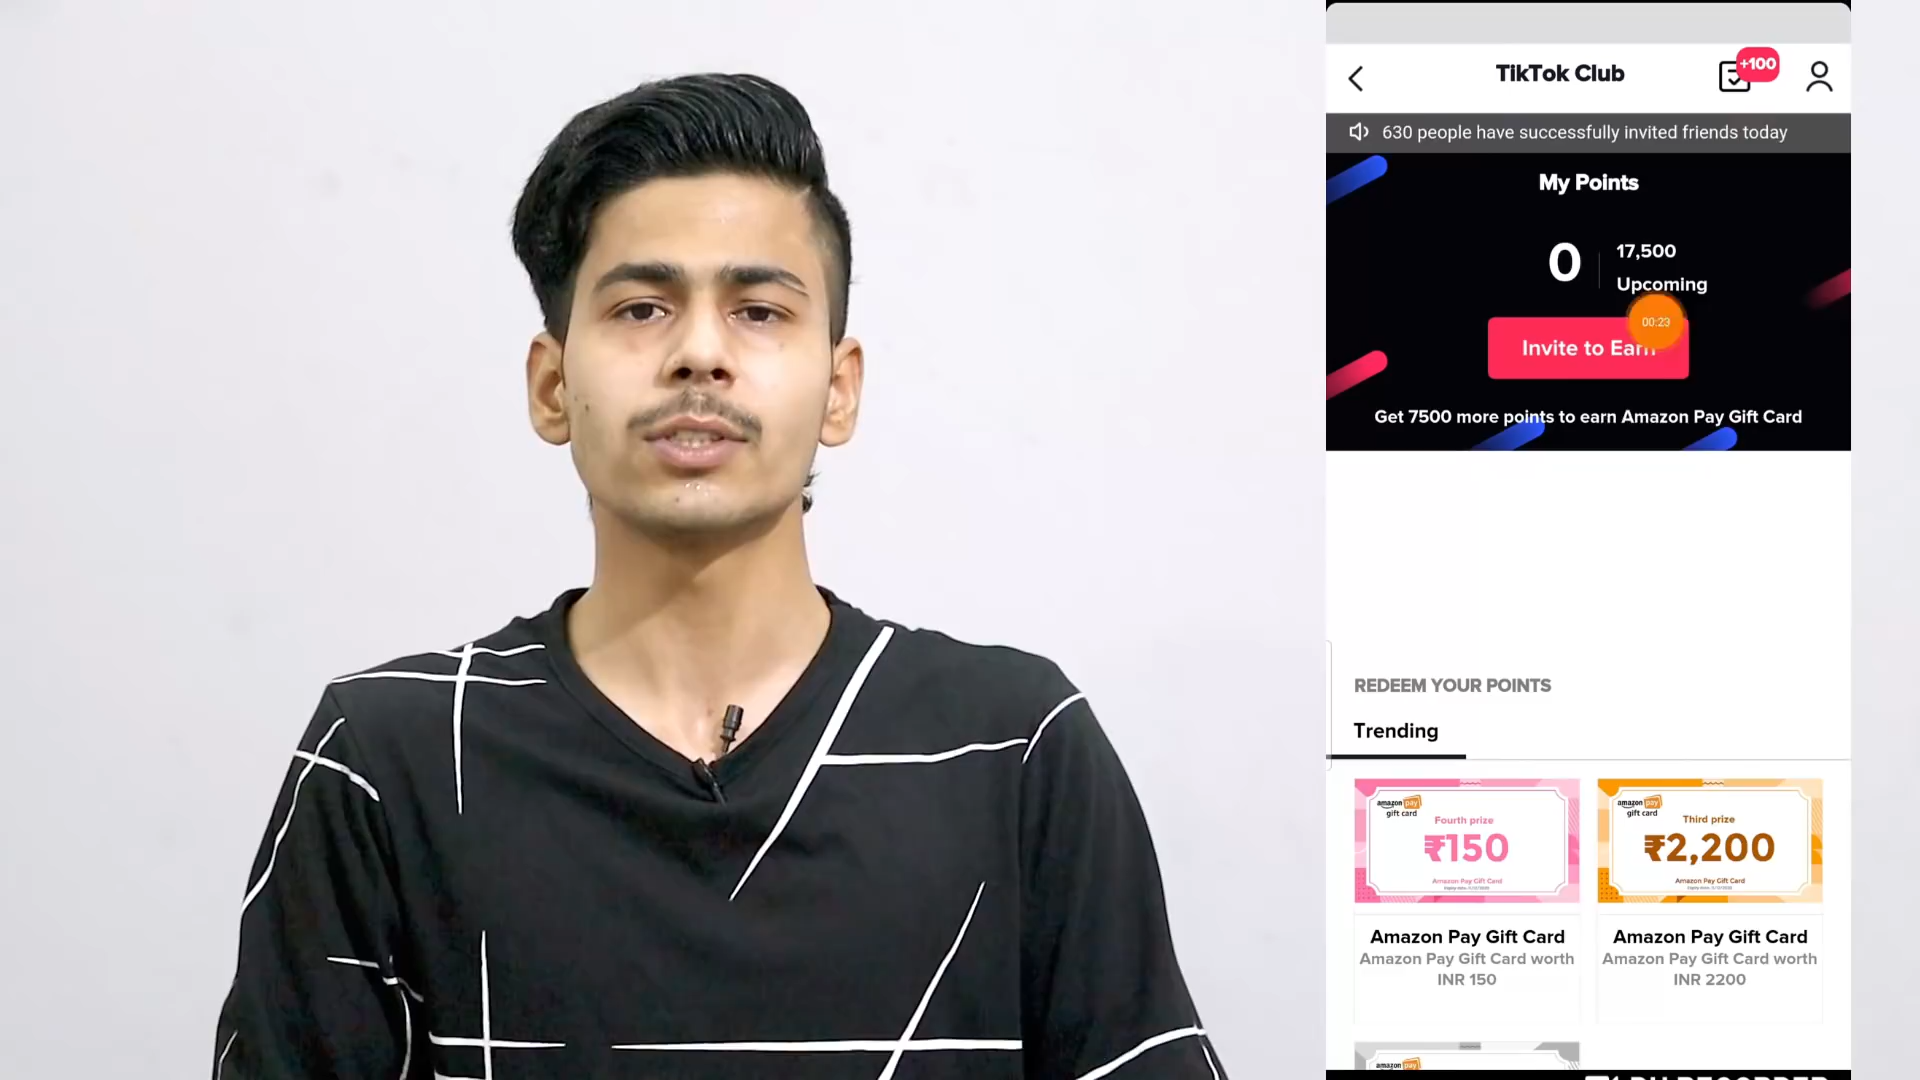 TikTok Club
+100
630 people have successfully invited friends today
My Points
0
17,500
Upcoming
00:23
Invite to Earn
Get 7500 more points to earn Amazon Pay Gift Card
REDEEM YOUR POINTS
Trending
amazon pay
gift card
Fourth prize
₹150
Amazon Pay Gift Card
amazon pay
gift card
Third prize
₹2,200
Amazon Pay Gift Card
Amazon Pay Gift Card
Amazon Pay Gift Card worth
INR 150
Amazon Pay Gift Card
Amazon Pay Gift Card worth
INR 2200
amazon pay